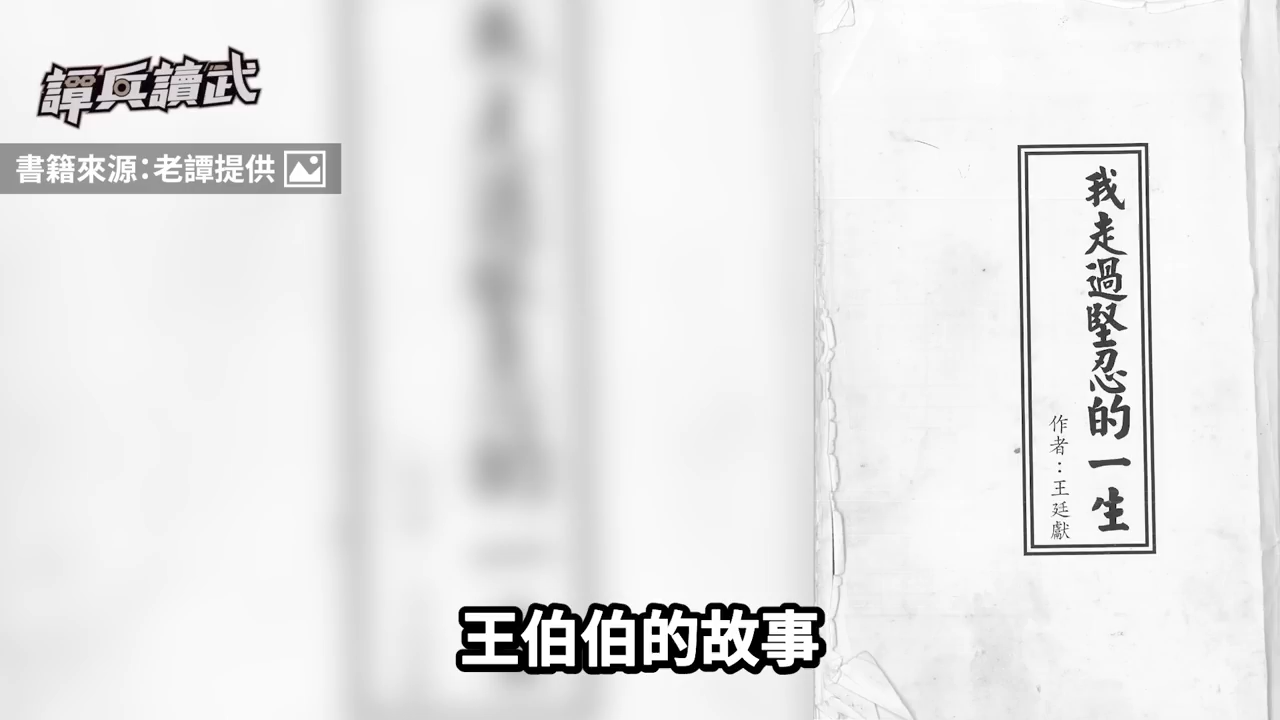 譚兵讀武
書籍來源：老譚提供
我走過堅忍的一生
作者：王廷獻
王伯伯的故事